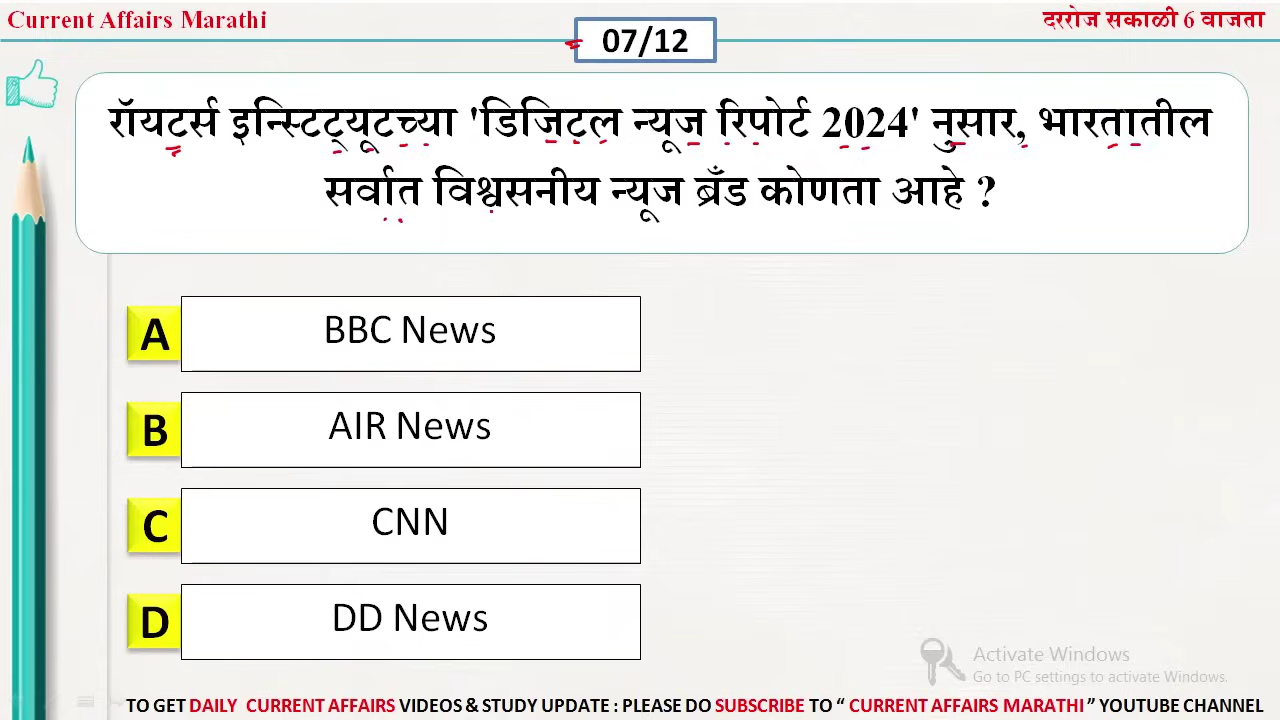 Current Affairs Marathi
दररोज सकाळी 6 वाजता
07/12
रॉयटर्स इन्स्टिट्यूटच्या 'डिजिटल न्यूज रिपोर्ट 2024' नुसार, भारतातील
सर्वात विश्वसनीय न्यूज ब्रँड कोणता आहे ?
A BBC News
B AIR News
C CNN
D DD News
Activate Windows
Go to PC settings to activate Windows.
TO GET DAILY CURRENT AFFAIRS VIDEOS & STUDY UPDATE : PLEASE DO SUBSCRIBE TO “ CURRENT AFFAIRS MARATHI ” YOUTUBE CHANNEL